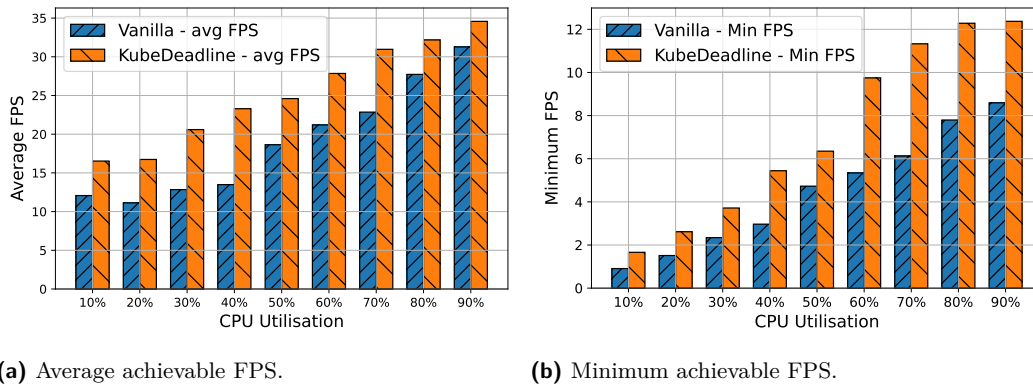 35
30
25
20
15
10
5
0
Average FPS
Vanilla - avg FPS
KubeDeadline - avg FPS
10% 20% 30% 40% 50% 60% 70% 80% 90%
CPU Utilisation
(a) Average achievable FPS.
12
10
8
6
4
2
0
Minimum FPS
Vanilla - Min FPS
KubeDeadline - Min FPS
10% 20% 30% 40% 50% 60% 70% 80% 90%
CPU Utilisation
(b) Minimum achievable FPS.